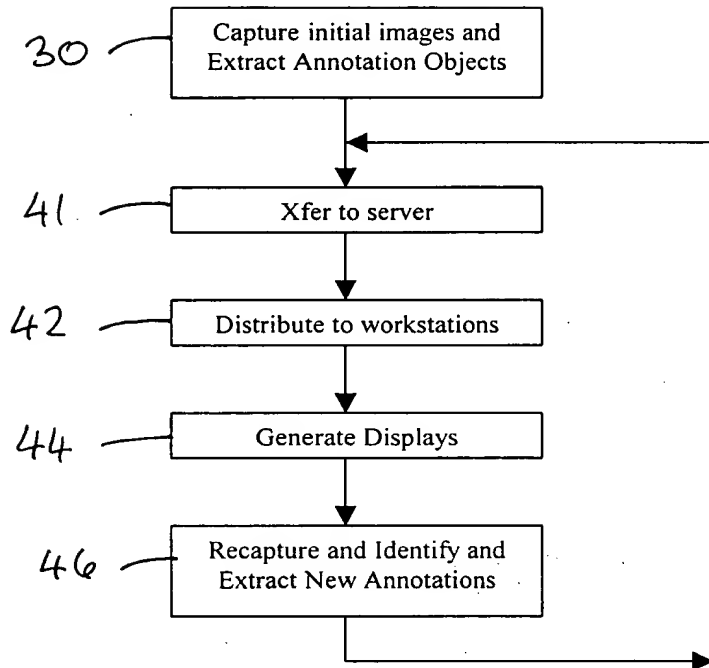 30
Capture initial images and
Extract Annotation Objects
41
Xfer to server
42
Distribute to workstations
44
Generate Displays
46
Recapture and Identify and
Extract New Annotations